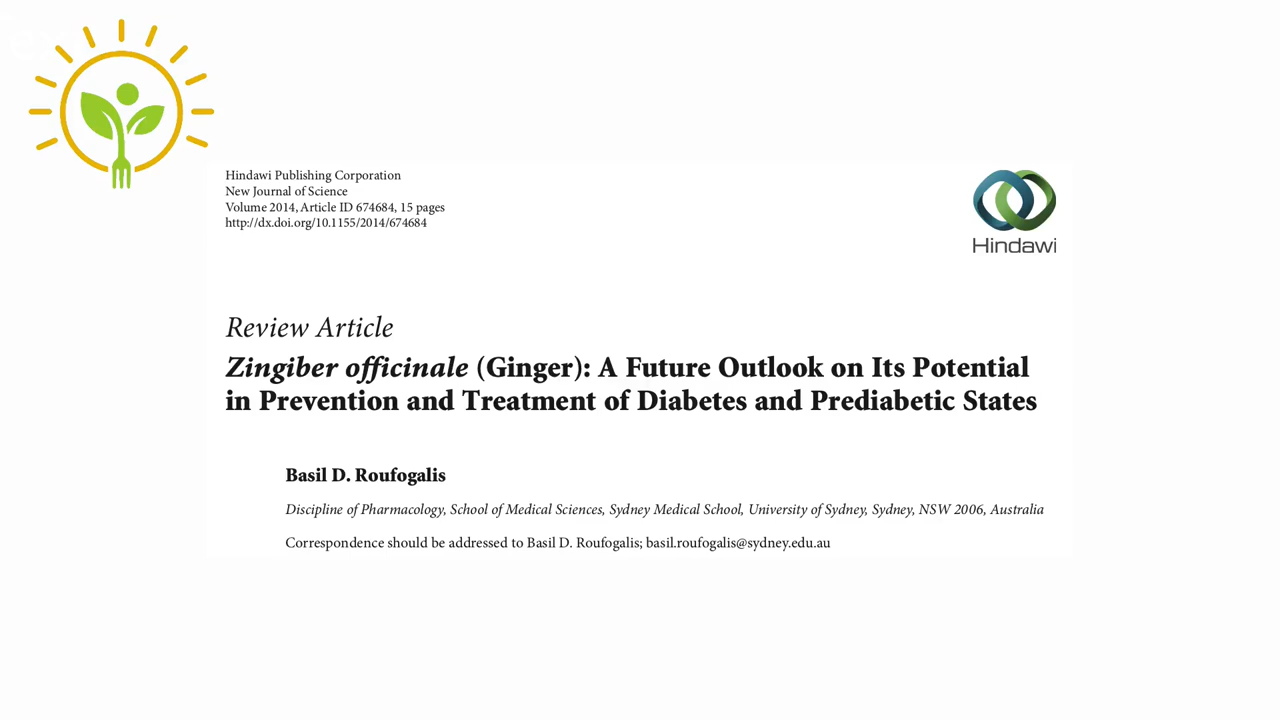 Hindawi Publishing Corporation
New Journal of Science
Volume 2014, Article ID 674684, 15 pages
http://dx.doi.org/10.1155/2014/674684
Hindawi
Review Article
Zingiber officinale (Ginger): A Future Outlook on Its Potential
in Prevention and Treatment of Diabetes and Prediabetic States
Basil D. Roufogalis
Discipline of Pharmacology, School of Medical Sciences, Sydney Medical School, University of Sydney, Sydney, NSW 2006, Australia
Correspondence should be addressed to Basil D. Roufogalis; basil.roufogalis@sydney.edu.au